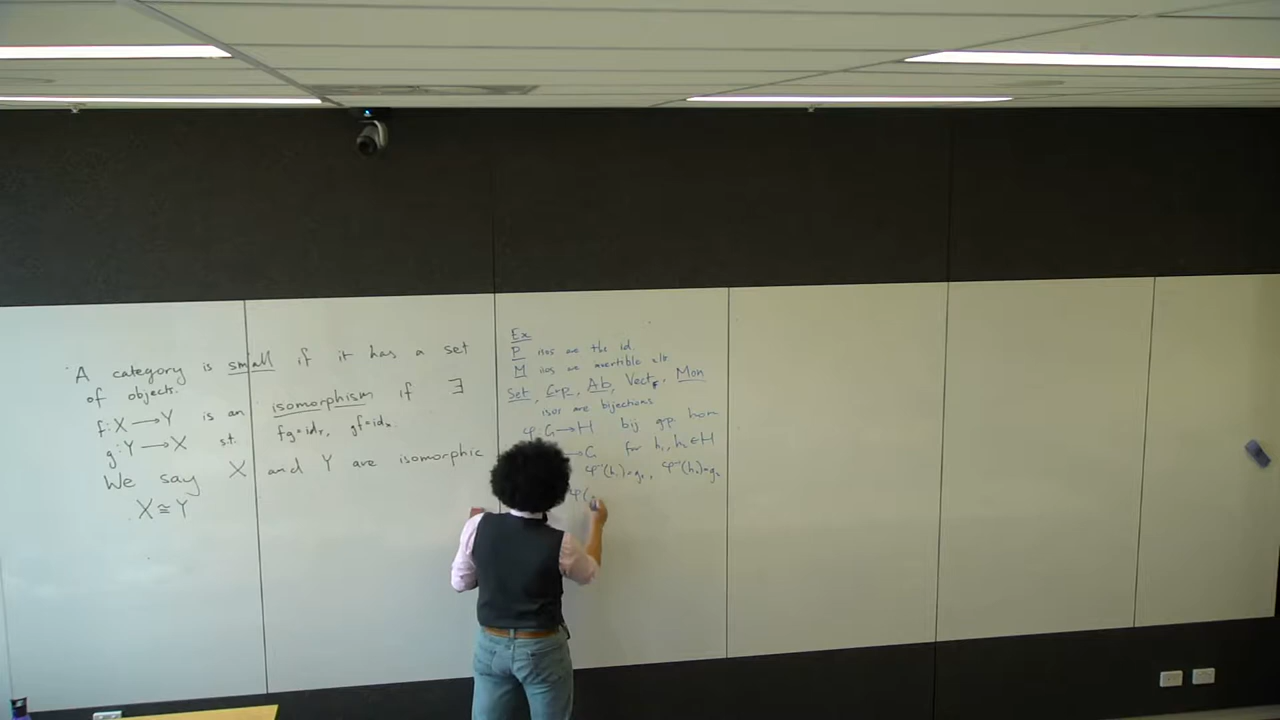 A category is small if it has a set
of objects.
f: X → Y is an isomorphism if ∃
g: Y → X s.t. fg = id_Y, gf = id_X.
We say X and Y are isomorphic
X ≅ Y
Ex
P isos are the id.
M isos are invertible elt.
Set, Grp, Ab, Vect_F, Mon
isos are bijections
φ: G → H bij gp hom
→ G for h₁, h₂ ∈ H
φ⁻¹(h₁) = g₁, φ⁻¹(h₂) = g₂
φ(